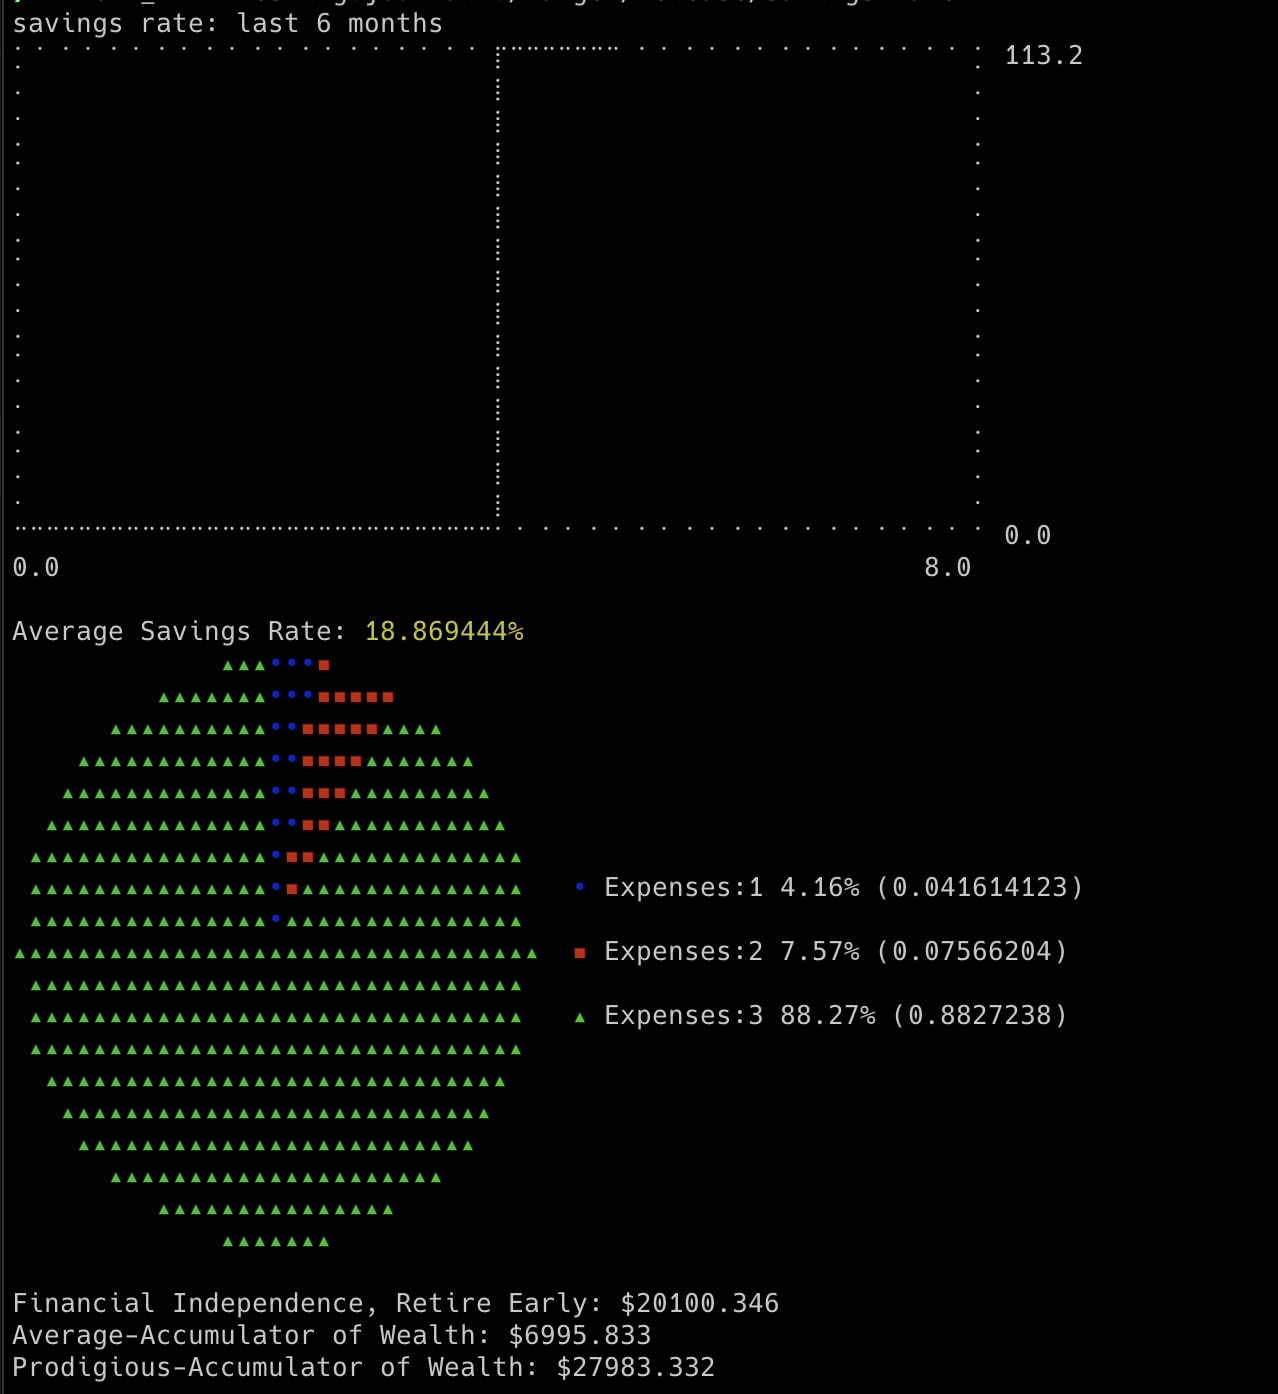 savings rate: last 6 months
113.2
0.0
0.0 8.0
Average Savings Rate: 18.869444%
Expenses:1 4.16% (0.041614123)
Expenses:2 7.57% (0.07566204)
Expenses:3 88.27% (0.8827238)
Financial Independence, Retire Early: $20100.346
Average-Accumulator of Wealth: $6995.833
Prodigious-Accumulator of Wealth: $27983.332